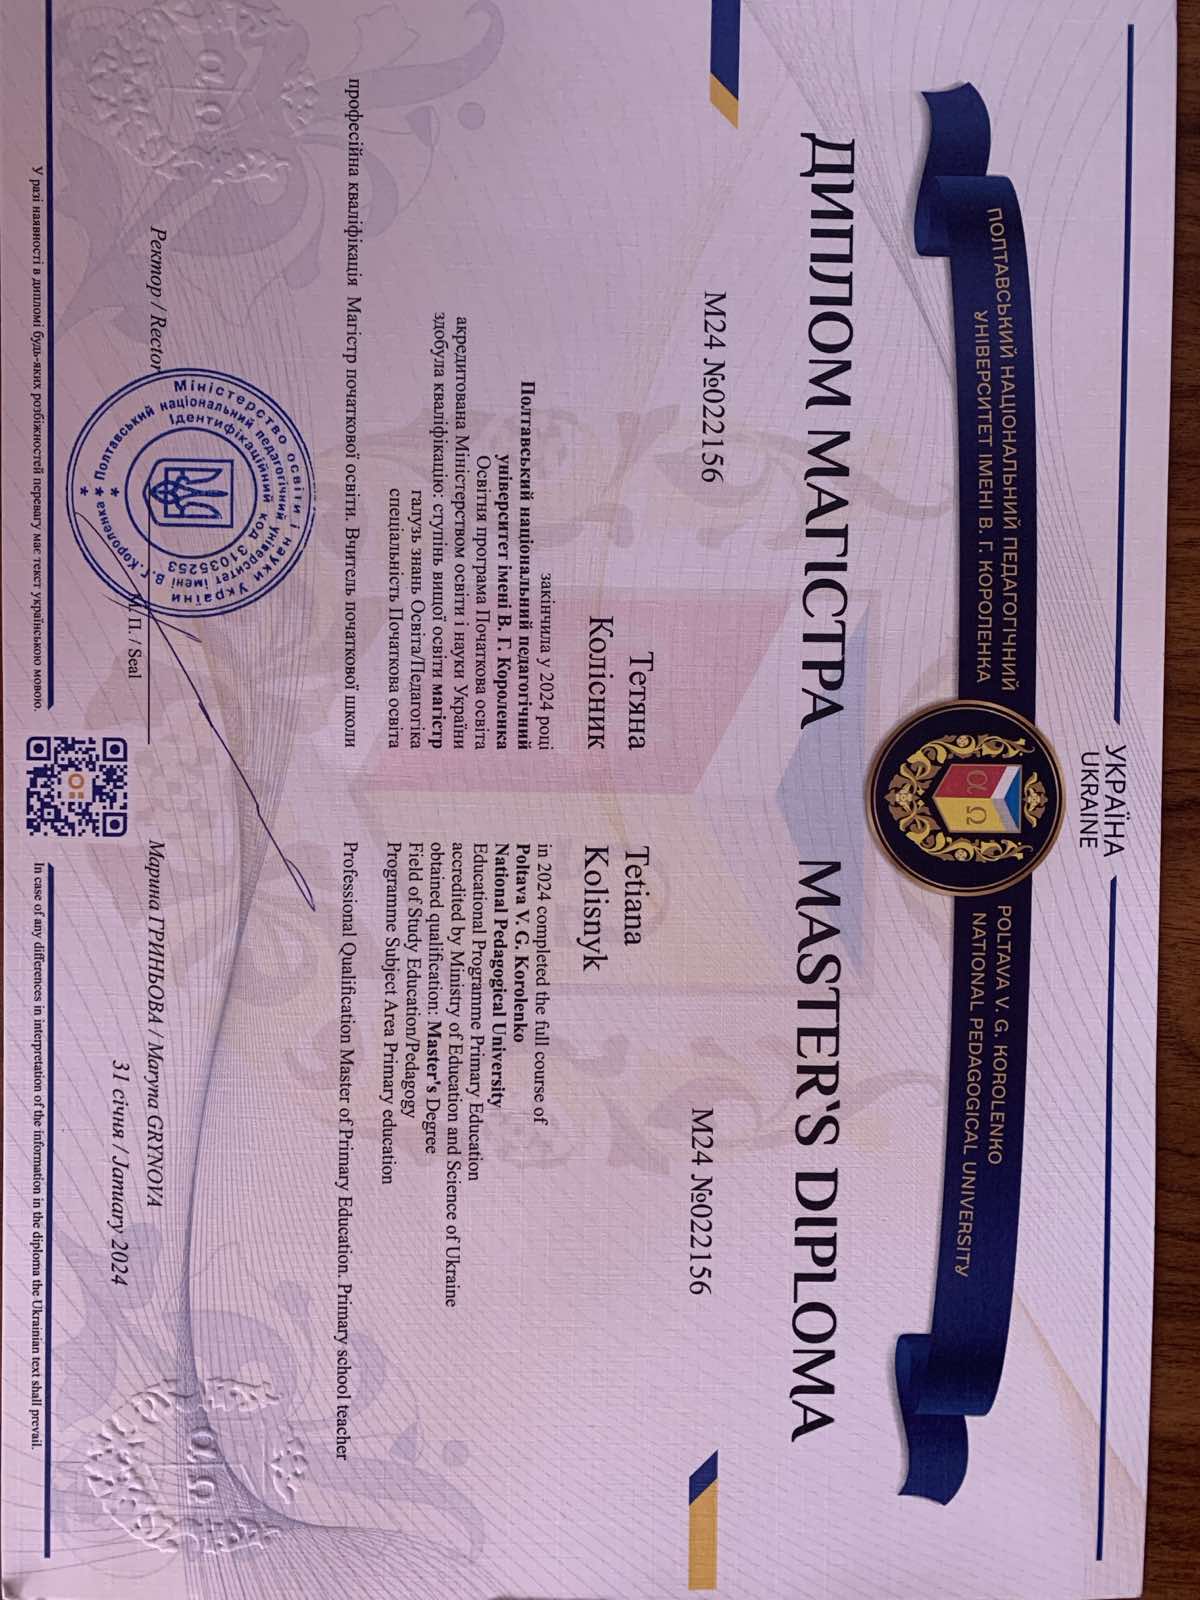 УКРАЇНА
UKRAINE
ПОЛТАВСЬКИЙ НАЦІОНАЛЬНИЙ ПЕДАГОГІЧНИЙ
УНІВЕРСИТЕТ ІМЕНІ В. Г. КОРОЛЕНКА
POLTAVA V. G. KOROLENKO
NATIONAL PEDAGOGICAL UNIVERSITY
α Ω
ДИПЛОМ МАГІСТРА
M24 №022156
Тетяна
Колісник
закінчила у 2024 році
Полтавський національний педагогічний
університет імені В. Г. Короленка
Освітня програма Початкова освіта
акредитована Міністерством освіти і науки України
здобула кваліфікацію: ступінь вищої освіти магістр
галузь знань Освіта/Педагогіка
спеціальність Початкова освіта
професійна кваліфікація Магістр початкової освіти. Вчитель початкової школи
MASTER'S DIPLOMA
M24 №022156
Tetiana
Kolisnyk
in 2024 completed the full course of
Poltava V. G. Korolenko
National Pedagogical University
Educational Programme Primary Education
accredited by Ministry of Education and Science of Ukraine
obtained qualification: Master's Degree
Field of Study Education/Pedagogy
Programme Subject Area Primary education
Professional Qualification Master of Primary Education. Primary school teacher
Ректор / Rector
Марина ГРИНЬОВА / Maryna GRYNOVA
М. П. / Seal
31 січня / January 2024
Міністерство освіти і науки України
Полтавський національний педагогічний університет імені В.Г.Короленка
Ідентифікаційний код 31035253
α Ω
α Ω
У разі наявності в дипломі будь-яких розбіжностей перевагу має текст українською мовою.
In case of any differences in interpretation of the information in the diploma the Ukrainian text shall prevail.